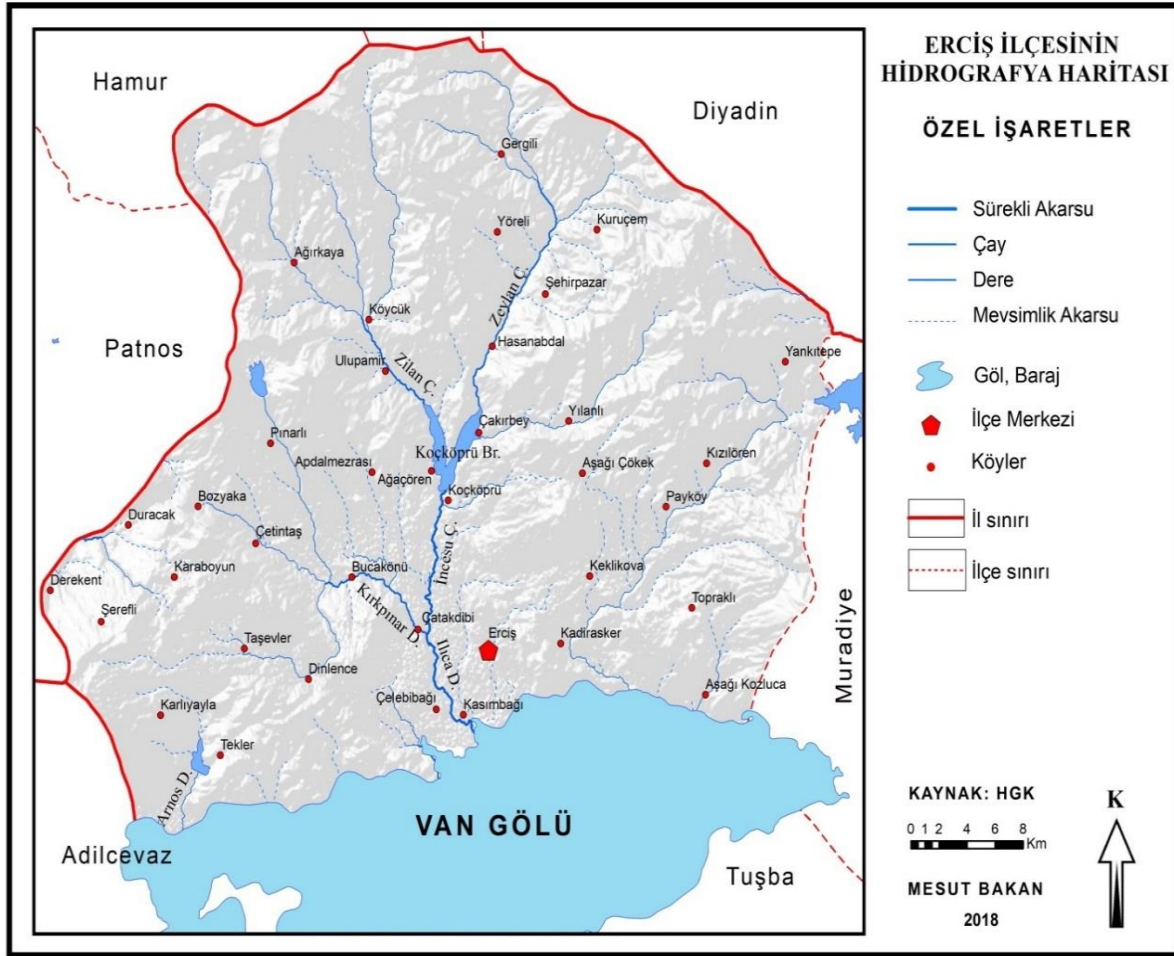 ERCİŞ İLÇESİNİN
HİDROGRAFYA HARİTASI
ÖZEL İŞARETLER
Sürekli Akarsu
Çay
Dere
Mevsimlik Akarsu
Göl, Baraj
İlçe Merkezi
Köyler
İl sınırı
İlçe sınırı
KAYNAK: HGK
0 1 2 4 6 8
Km
K
MESUT BAKAN
2018
Hamur
Diyadin
Gergili
Yöreli
Kuruçem
Ağırkaya
Şehirpazar
Zeylan Ç.
Köycük
Hasanabdal
Patnos
Ulupamir
Zilan Ç.
Yankıtepe
Çakırbey
Yılanlı
Pınarlı
Koçköprü Br.
Apdalmezrası
Ağaçören
Aşağı Çökek
Kızılören
Koçköprü
Payköy
Bozyaka
Duracak
Çetintaş
İncesu Ç.
Bucakönü
Karaboyun
Derekent
Keklikova
Kırkpınar D.
Şerefli
Topraklı
Çatakdibi
Erciş
Kadirasker
Taşevler
Ilıca D.
Dinlence
Muradiye
Aşağı Kozluca
Çelebibağı
Kasımbağı
Karlıyayla
Tekler
Arnos D.
VAN GÖLÜ
Adilcevaz
Tuşba